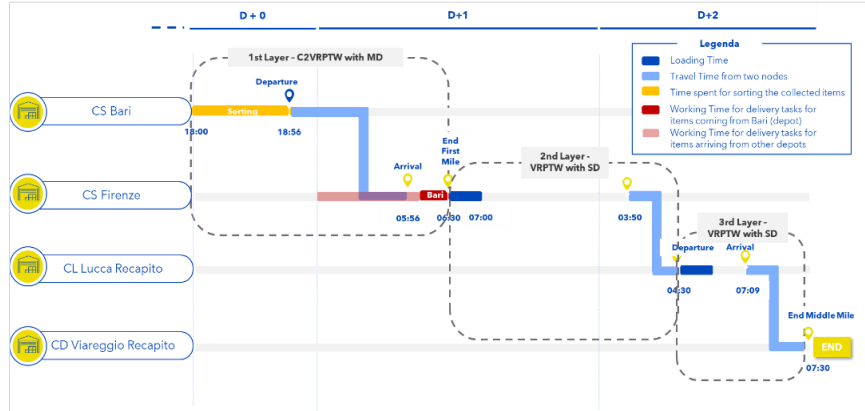 D + 0
D+1
D+2
1st Layer - C2VRPTW with MD
Legenda
Loading Time
Travel Time from two nodes
Time spent for sorting the collected items
Working Time for delivery tasks for
items coming from Bari (depot)
Working Time for delivery tasks for
items arriving from other depots
Departure
CS Bari
Sorting
18:00
18:56
End
First
Mile
2nd Layer -
VRPTW with SD
Arrival
CS Firenze
Bari
05:56
06:30
07:00
03:50
3rd Layer -
VRPTW with SD
Departure
Arrival
CL Lucca Recapito
04:30
07:09
End Middle Mile
CD Viareggio Recapito
END
07:30